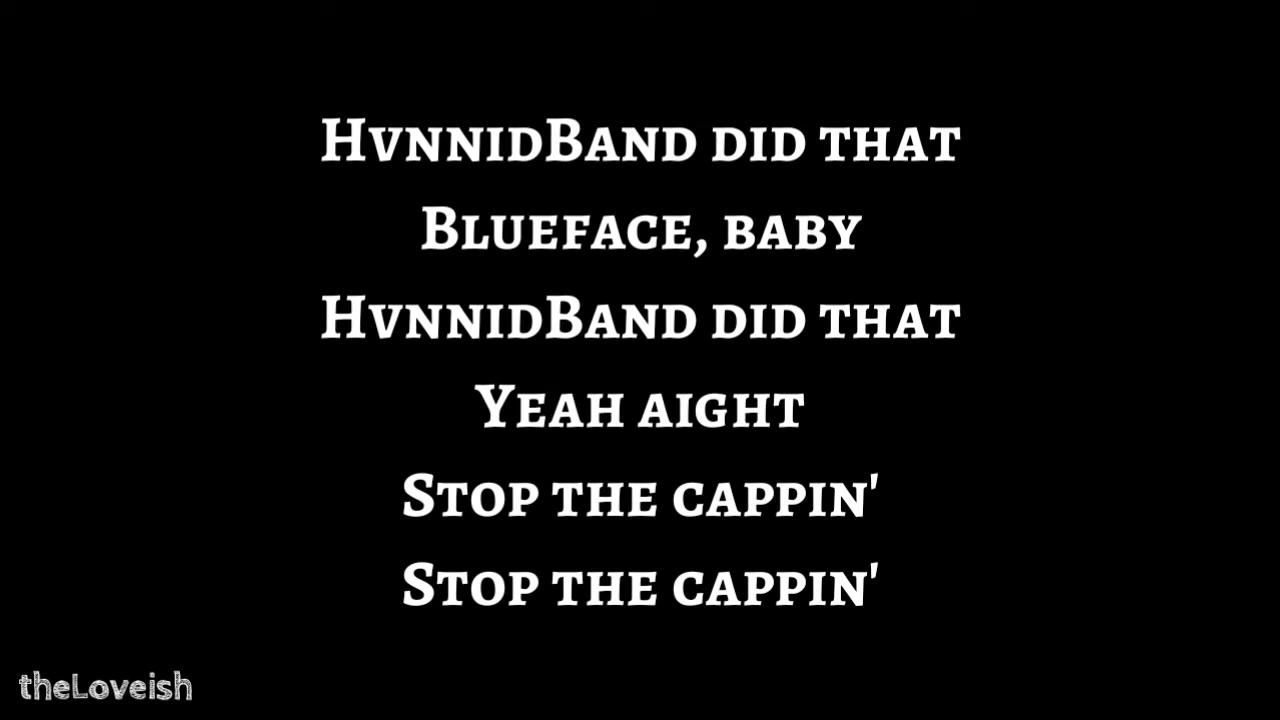 HvnnidBand did that
Blueface, baby
HvnnidBand did that
Yeah aight
Stop the cappin'
Stop the cappin'
theLoveish